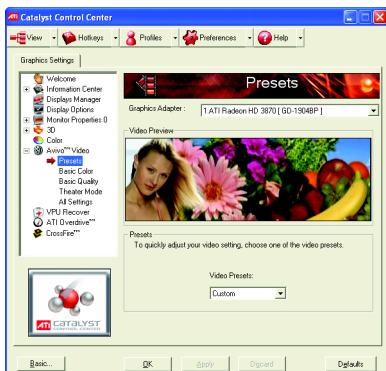 ATI Catalyst Control Center
View
Hotkeys
Profiles
Preferences
Help
Graphics Settings
Welcome
Information Center
Displays Manager
Display Options
Monitor Properties 0
3D
Color
Avivo™ Video
Presets
Basic Color
Basic Quality
Theater Mode
All Settings
VPU Recover
ATI Overdrive™
CrossFire™
ATI CATALYST
CONTROL CENTER
Presets
Graphics Adapter :
1.ATI Radeon HD 3870 [ GD-1904BP ]
Video Preview
Presets
To quickly adjust your video setting, choose one of the video presets.
Video Presets:
Custom
Basic...
OK
Apply
Discard
Defaults